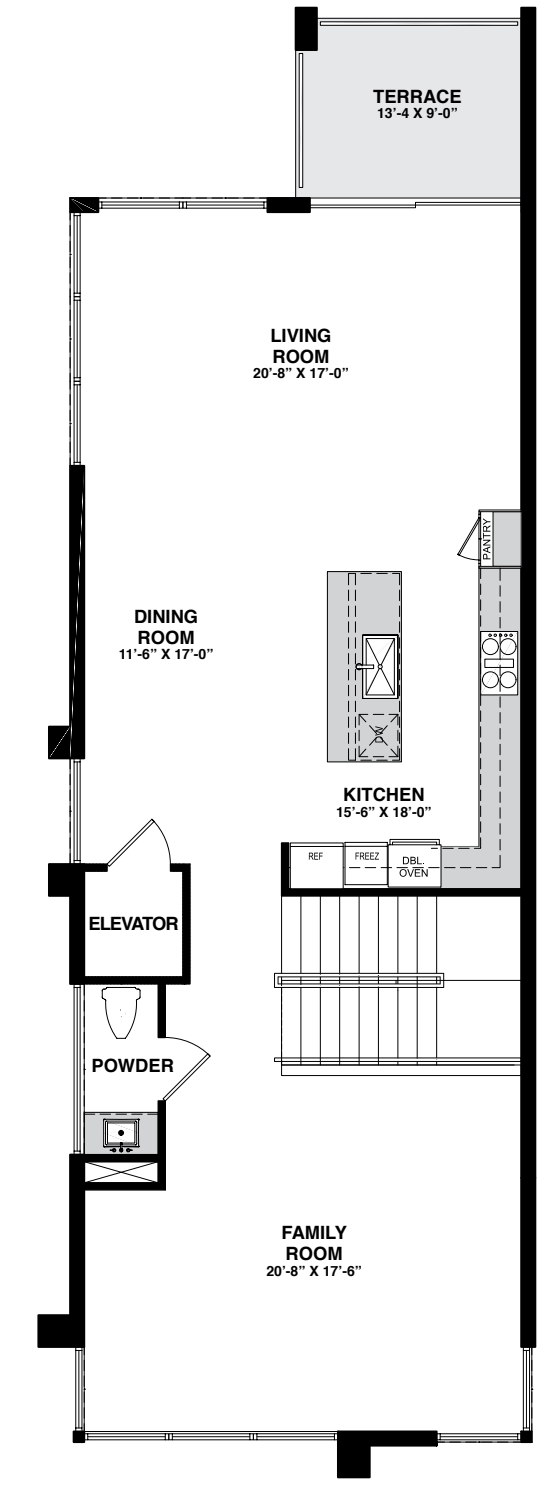 TERRACE
13’-4 X 9’-0”
LIVING
ROOM
20’-8” X 17’-0”
PANTRY
DINING
ROOM
11’-6” X 17’-0”
DW
KITCHEN
15’-6” X 18’-0”
REF
FREEZ
DBL.
OVEN
ELEVATOR
POWDER
FAMILY
ROOM
20’-8” X 17’-6”